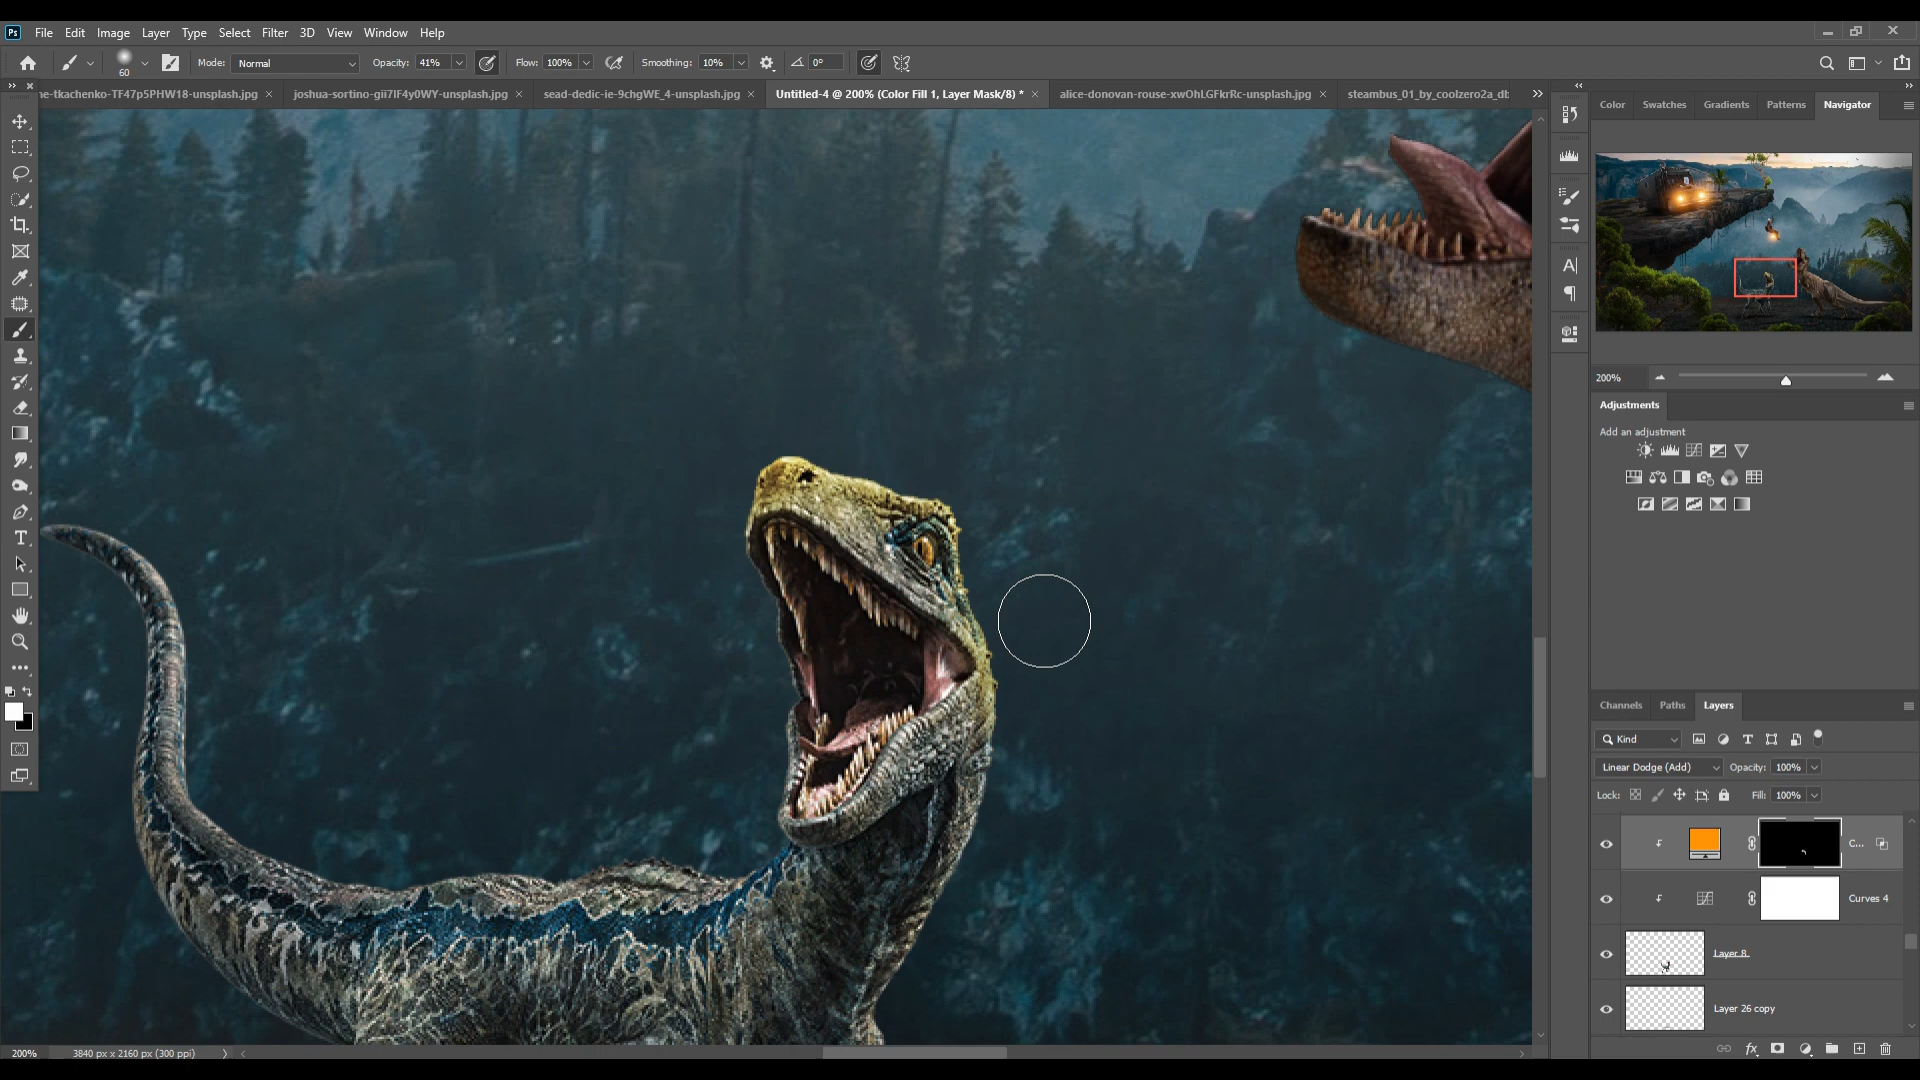 Ps File Edit Image Layer Type Select Filter 3D View Window Help
60 Mode: Normal Opacity: 41% Flow: 100% Smoothing: 10% 0°
ne-tkachenko-TF47p5PHW18-unsplash.jpg × joshua-sortino-gii7lF4y0WY-unsplash.jpg × sead-dedic-ie-9chgWE_4-unsplash.jpg × Untitled-4 @ 200% (Color Fill 1, Layer Mask/8) * × alice-donovan-rouse-xwOhLGFkrRc-unsplash.jpg × steambus_01_by_coolzero2a_db
Color Swatches Gradients Patterns Navigator
200%
Adjustments
Add an adjustment
Channels Paths Layers
Kind
Linear Dodge (Add) Opacity: 100%
Lock: Fill: 100%
C...
Curves 4
Layer 8
Layer 26 copy
200% 3840 px x 2160 px (300 ppi)